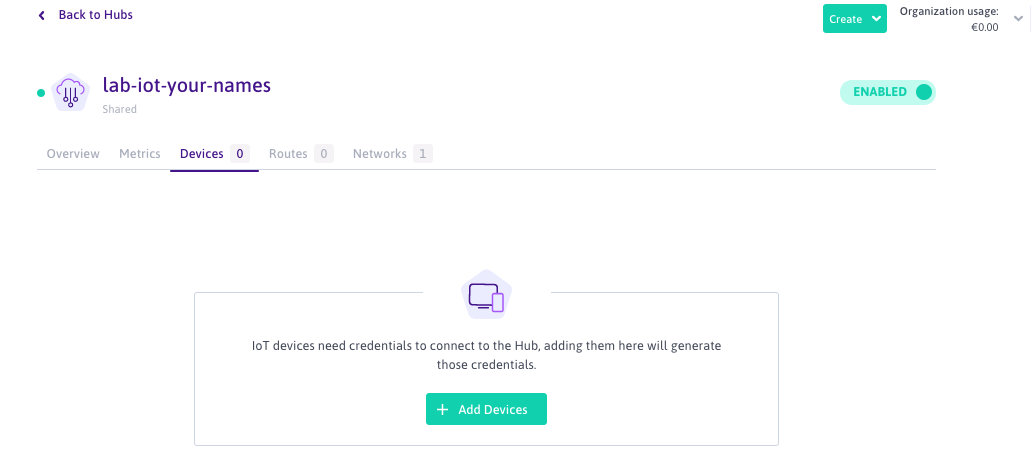 Back to Hubs
Create
Organization usage:
€0.00
lab-iot-your-names
Shared
ENABLED
Overview Metrics Devices 0 Routes 0 Networks 1
IoT devices need credentials to connect to the Hub, adding them here will generate
those credentials.
+ Add Devices